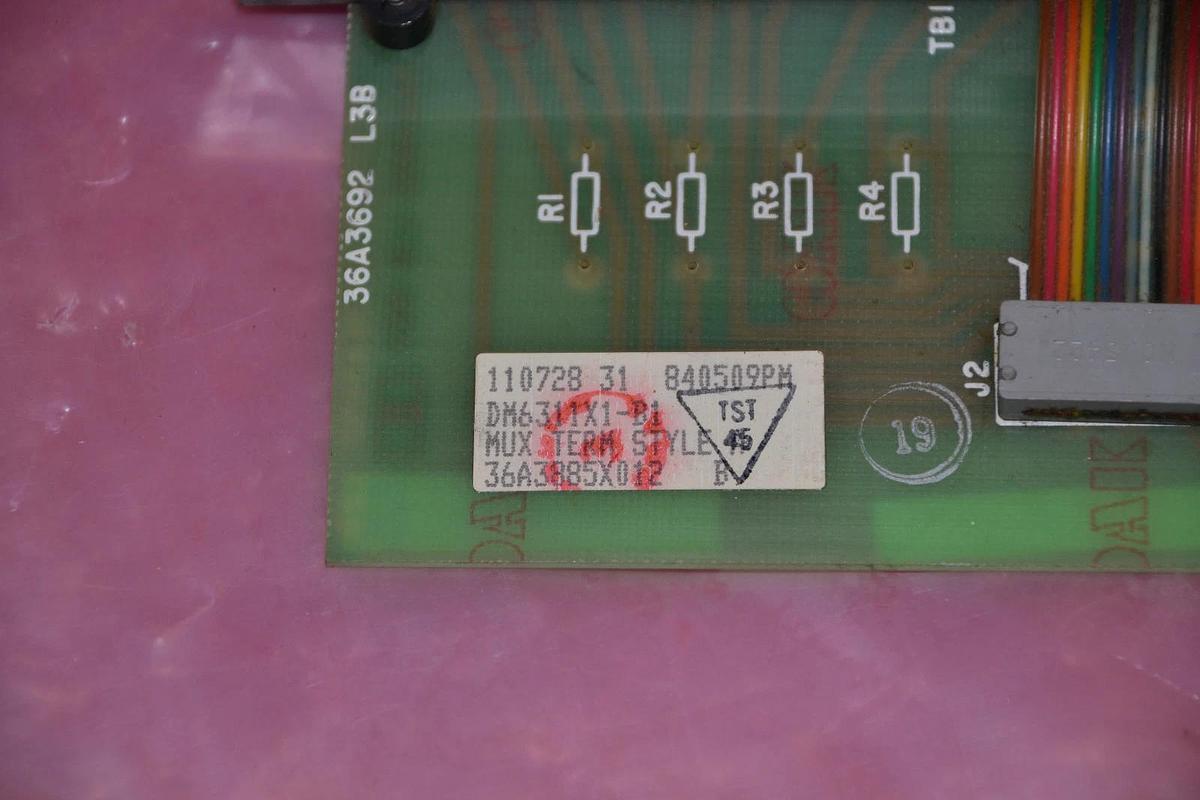 TB1
36A3692 L3B
R1
R2
R3
R4
J2
110728 31 840509PM
DM6311X1-B1
MUX TERM STYLE
36A3885X012 B
TST
45
19